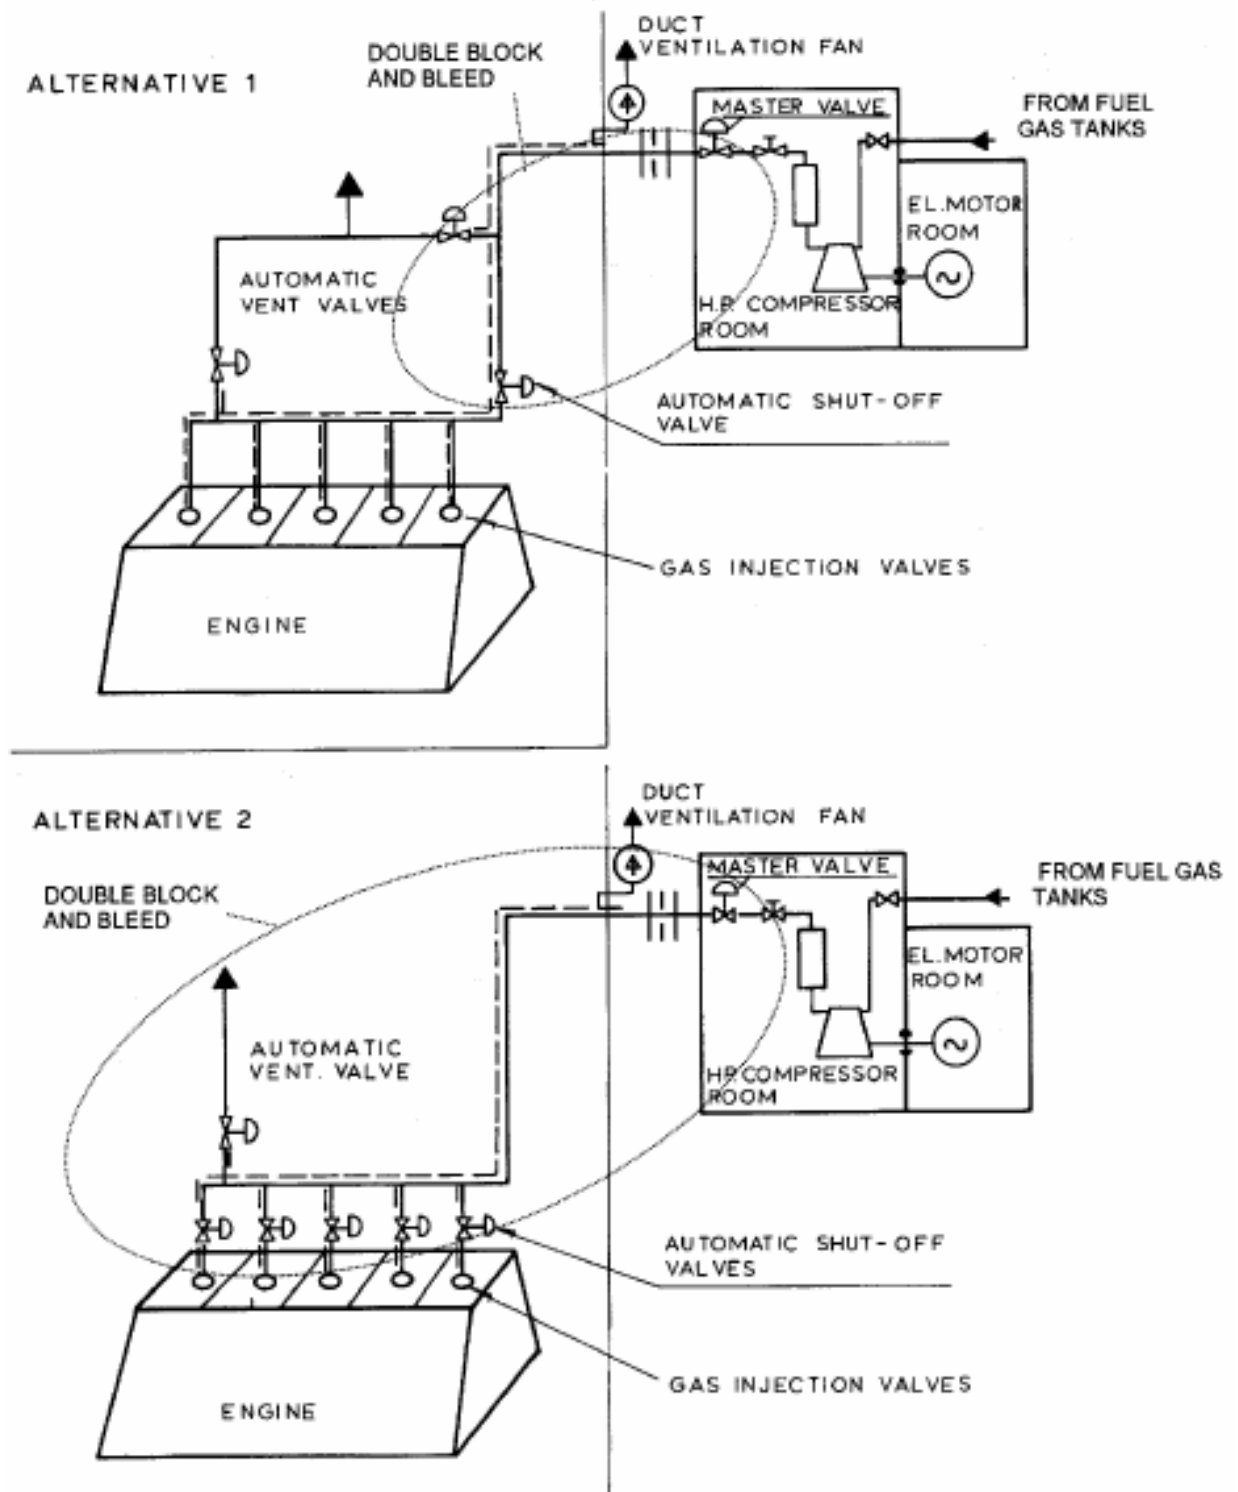 ALTERNATIVE 1
DOUBLE BLOCK
AND BLEED
DUCT
VENTILATION FAN
MASTER VALVE
FROM FUEL
GAS TANKS
EL.MOTOR
ROOM
AUTOMATIC
VENT VALVES
H.P. COMPRESSOR
ROOM
AUTOMATIC SHUT-OFF
VALVE
GAS INJECTION VALVES
ENGINE
ALTERNATIVE 2
DOUBLE BLOCK
AND BLEED
DUCT
VENTILATION FAN
MASTER VALVE
FROM FUEL GAS
TANKS
EL.MOTOR
ROOM
AUTOMATIC
VENT. VALVE
HP. COMPRESSOR
ROOM
AUTOMATIC SHUT-OFF
VALVES
GAS INJECTION VALVES
ENGINE